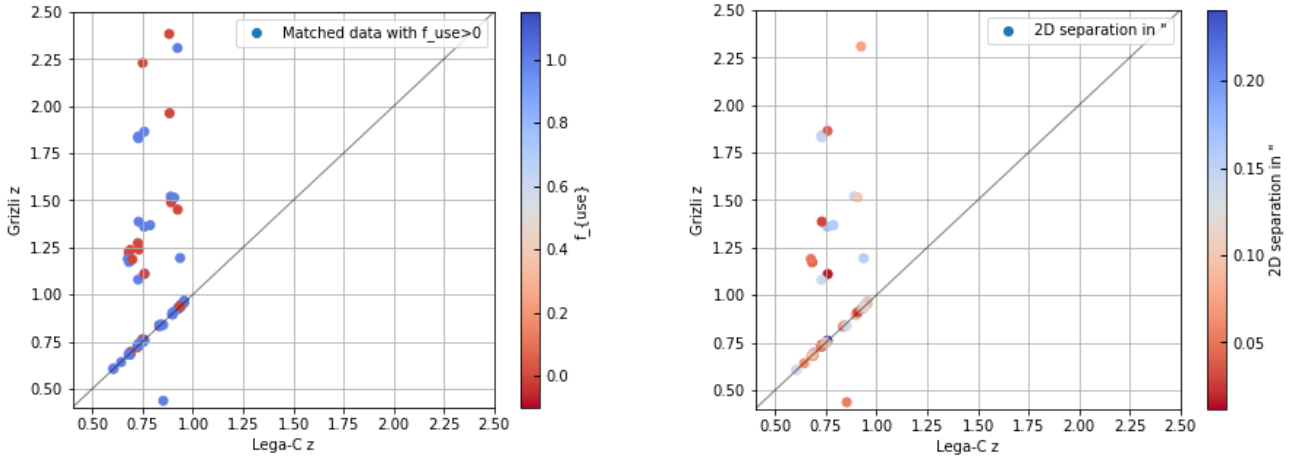 2.50
2.25
2.00
1.75
1.50
1.25
1.00
0.75
0.50
Grizli z
0.50 0.75 1.00 1.25 1.50 1.75 2.00 2.25 2.50
Lega-C z
Matched data with f_use>0
1.0
0.8
0.6
0.4
0.2
0.0
f_{use}
2.50
2.25
2.00
1.75
1.50
1.25
1.00
0.75
0.50
Grizli z
0.50 0.75 1.00 1.25 1.50 1.75 2.00 2.25 2.50
Lega-C z
2D separation in "
0.20
0.15
0.10
0.05
2D separation in "